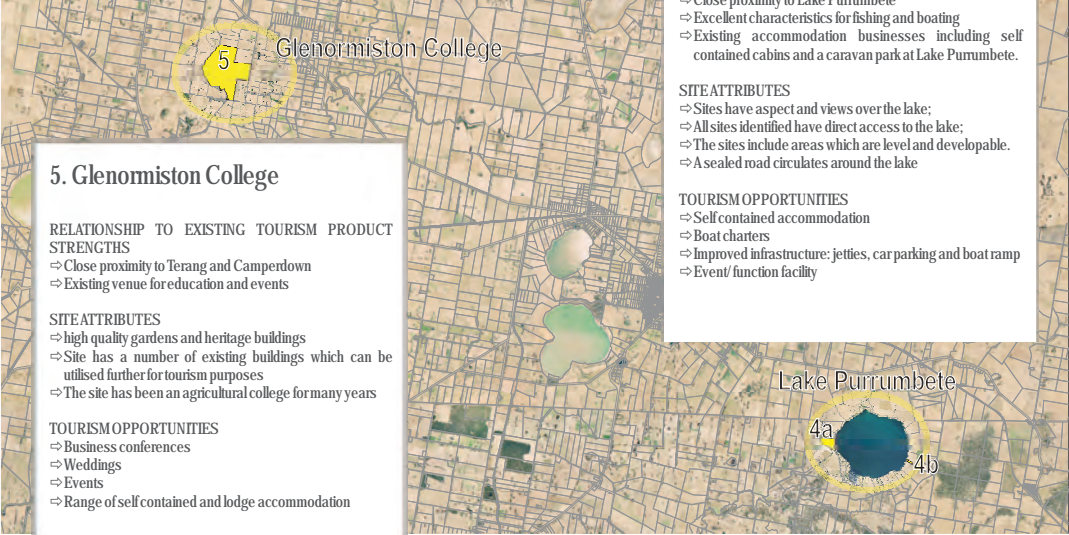 5
Glenormiston College
5. Glenormiston College
RELATIONSHIP TO EXISTING TOURISM PRODUCT
STRENGTHS
⇨Close proximity to Terang and Camperdown
⇨Existing venue for education and events
SITE ATTRIBUTES
⇨high quality gardens and heritage buildings
⇨Site has a number of existing buildings which can be
utilised further for tourism purposes
⇨The site has been an agricultural college for many years
TOURISM OPPORTUNITIES
⇨Business conferences
⇨Weddings
⇨Events
⇨Range of self contained and lodge accommodation
⇨Close proximity to Lake Purrumbete
⇨Excellent characteristics for fishing and boating
⇨Existing accommodation businesses including self
contained cabins and a caravan park at Lake Purrumbete.
SITE ATTRIBUTES
⇨Sites have aspect and views over the lake;
⇨All sites identified have direct access to the lake;
⇨The sites include areas which are level and developable.
⇨A sealed road circulates around the lake
TOURISM OPPORTUNITIES
⇨Self contained accommodation
⇨Boat charters
⇨Improved infrastructure: jetties, car parking and boat ramp
⇨Event/ function facility
Lake Purrumbete
4a
4b